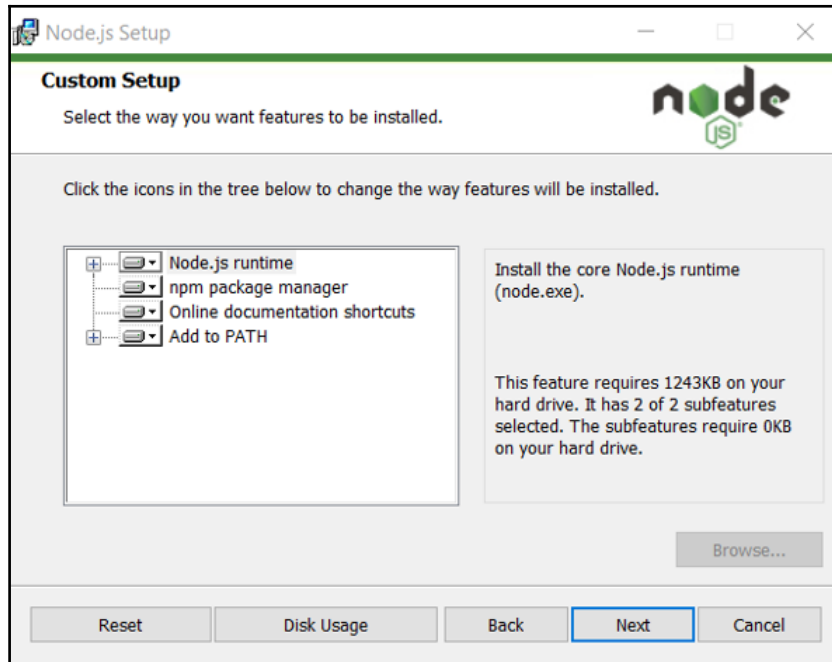 Node.js Setup
Custom Setup
Select the way you want features to be installed.
node
JS
Click the icons in the tree below to change the way features will be installed.
Node.js runtime
npm package manager
Online documentation shortcuts
Add to PATH
Install the core Node.js runtime
(node.exe).
This feature requires 1243KB on your
hard drive. It has 2 of 2 subfeatures
selected. The subfeatures require 0KB
on your hard drive.
Browse...
Reset
Disk Usage
Back
Next
Cancel